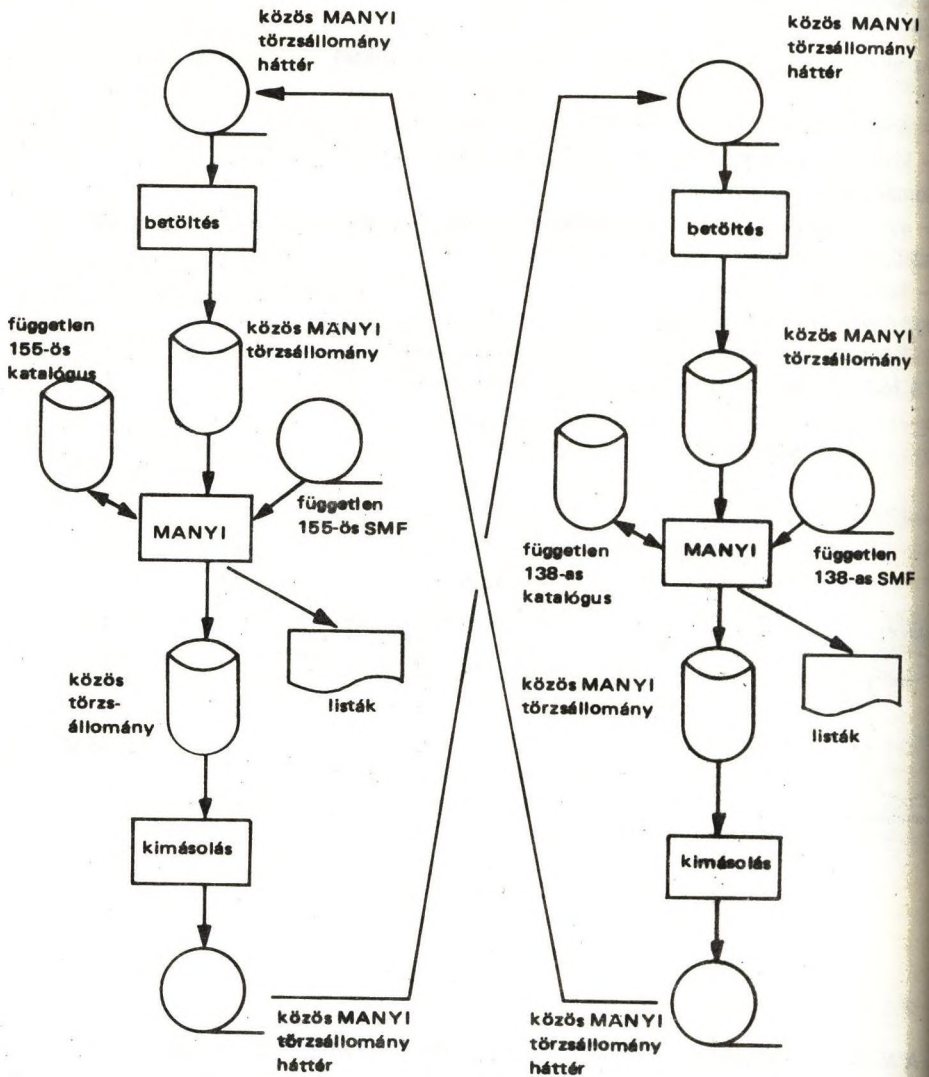 közös MANYI
törzsállomány
háttér
betöltés
független
155-ös
katalógus
közös MANYI
törzsállomány
MANYI
független
155-ös SMF
közös
törzs-
állomány
listák
kimásolás
közös MANYI
törzsállomány
háttér
közös MANYI
törzsállomány
háttér
betöltés
közös MANYI
törzsállomány
független
138-as
katalógus
MANYI
független
138-as SMF
közös MANYI
törzsállomány
listák
kimásolás
közös MANYI
törzsállomány
háttér